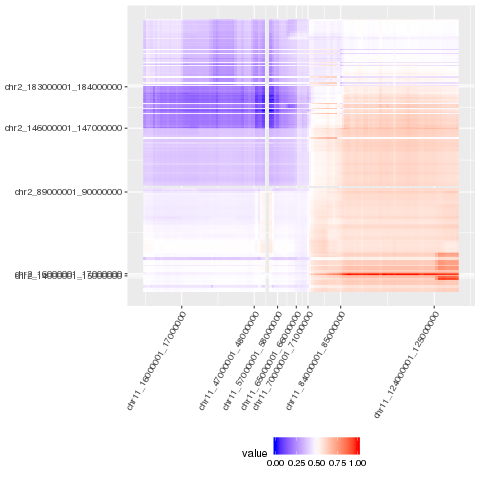 chr2_183000001_184000000
chr2_146000001_147000000
chr2_89000001_90000000
chr11_16000001_17000000
chr11_47000001_48000000
chr11_57000001_58000000
chr11_65000001_66000000
chr11_70000001_71000000
chr11_84000001_85000000
chr11_124000001_125000000
value
0.00 0.25 0.50 0.75 1.00